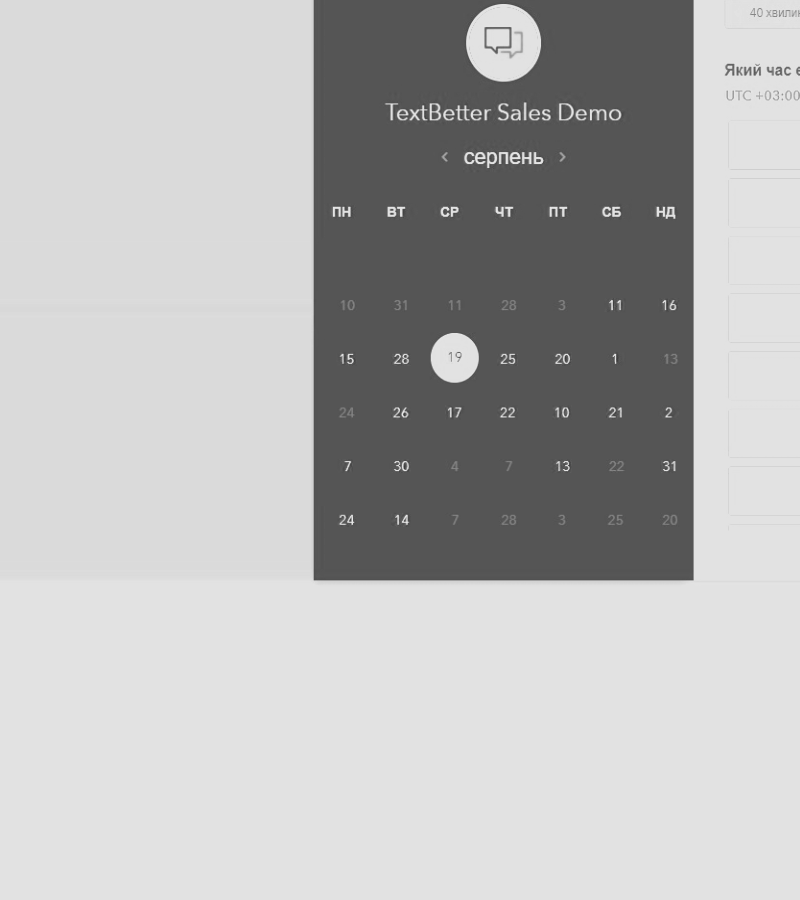 40 хвилин
TextBetter Sales Demo
серпень
ПН ВТ СР ЧТ ПТ СБ НД
10 31 11 28 3 11 16
15 28 19 25 20 1 13
24 26 17 22 10 21 2
7 30 4 7 13 22 31
24 14 7 28 3 25 20
Який час
UTC +03:00